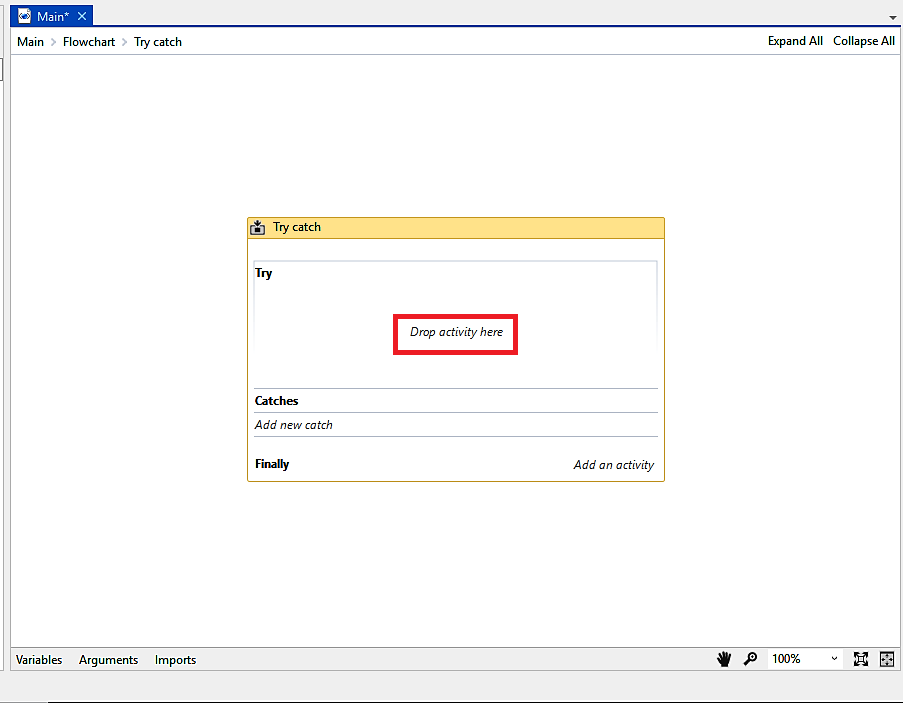 Main*
Main > Flowchart > Try catch
Expand All Collapse All
Try catch
Try
Drop activity here
Catches
Add new catch
Finally Add an activity
Variables Arguments Imports 100%